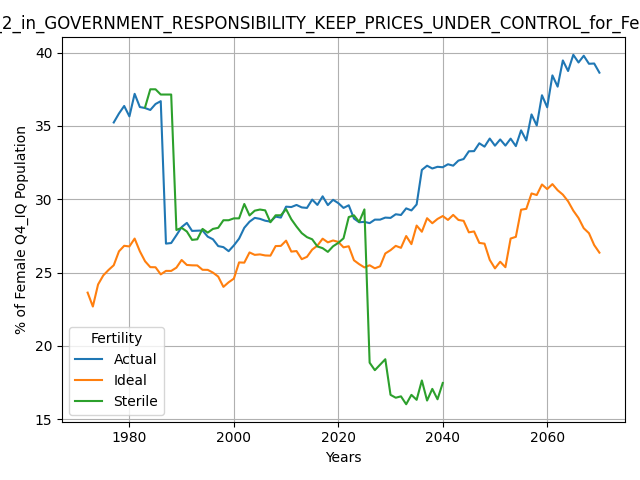 _2_in_GOVERNMENT_RESPONSIBILITY_KEEP_PRICES_UNDER_CONTROL_for_Fe
% of Female Q4_IQ Population
40
35
30
25
20
15
Fertility
Actual
Ideal
Sterile
1980 2000 2020 2040 2060
Years